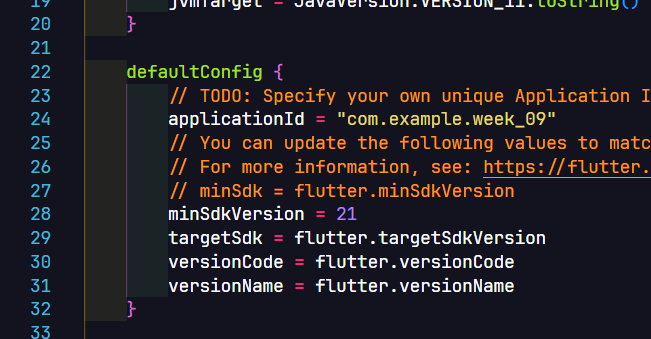 19 jvmTarget = JavaVersion.VERSION_11.toString()
20 }
21
22 defaultConfig {
23 // TODO: Specify your own unique Application I
24 applicationId = "com.example.week_09"
25 // You can update the following values to matc
26 // For more information, see: https://flutter.
27 // minSdk = flutter.minSdkVersion
28 minSdkVersion = 21
29 targetSdk = flutter.targetSdkVersion
30 versionCode = flutter.versionCode
31 versionName = flutter.versionName
32 }
33